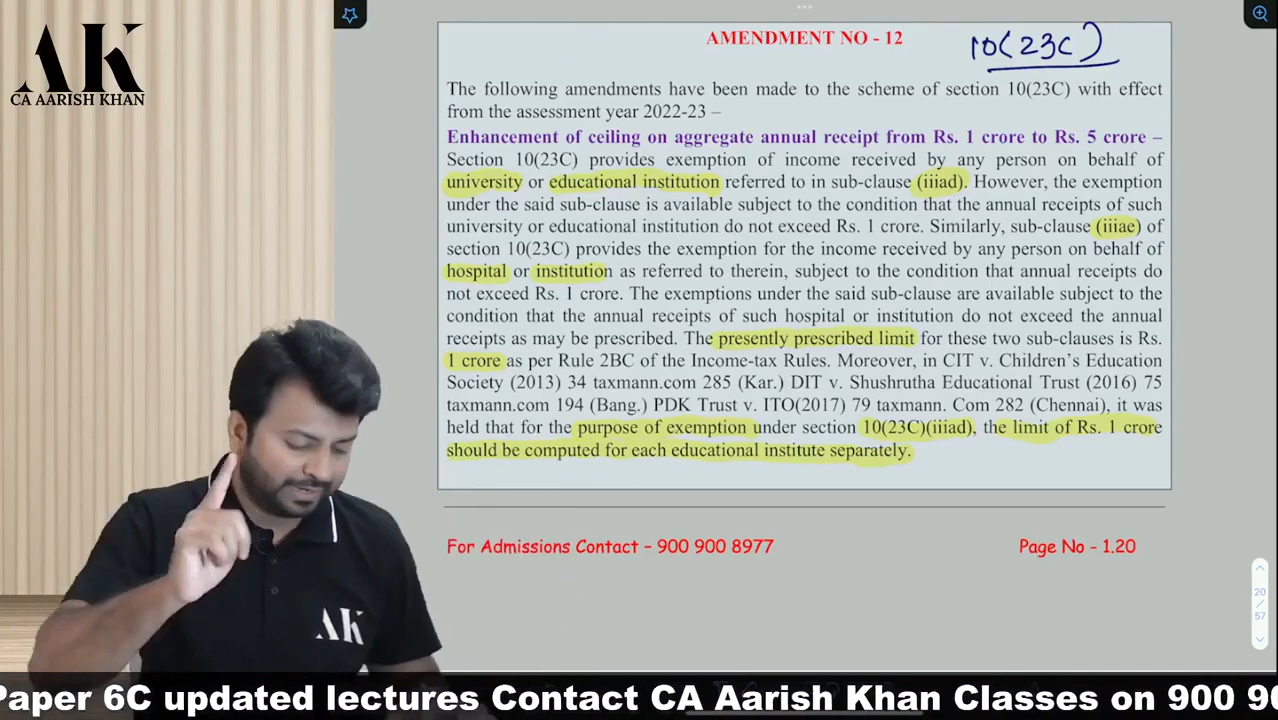 AK
CA AARISH KHAN
AMENDMENT NO - 12
10(23C)
The following amendments have been made to the scheme of section 10(23C) with effect
from the assessment year 2022-23 –
Enhancement of ceiling on aggregate annual receipt from Rs. 1 crore to Rs. 5 crore –
Section 10(23C) provides exemption of income received by any person on behalf of
university or educational institution referred to in sub-clause (iiiad). However, the exemption
under the said sub-clause is available subject to the condition that the annual receipts of such
university or educational institution do not exceed Rs. 1 crore. Similarly, sub-clause (iiiae) of
section 10(23C) provides the exemption for the income received by any person on behalf of
hospital or institution as referred to therein, subject to the condition that annual receipts do
not exceed Rs. 1 crore. The exemptions under the said sub-clause are available subject to the
condition that the annual receipts of such hospital or institution do not exceed the annual
receipts as may be prescribed. The presently prescribed limit for these two sub-clauses is Rs.
1 crore as per Rule 2BC of the Income-tax Rules. Moreover, in CIT v. Children's Education
Society (2013) 34 taxmann.com 285 (Kar.) DIT v. Shushrutha Educational Trust (2016) 75
taxmann.com 194 (Bang.) PDK Trust v. ITO(2017) 79 taxmann. Com 282 (Chennai), it was
held that for the purpose of exemption under section 10(23C)(iiiad), the limit of Rs. 1 crore
should be computed for each educational institute separately.
For Admissions Contact – 900 900 8977
Page No - 1.20
20
/
57
AK
Paper 6C updated lectures Contact CA Aarish Khan Classes on 900 90